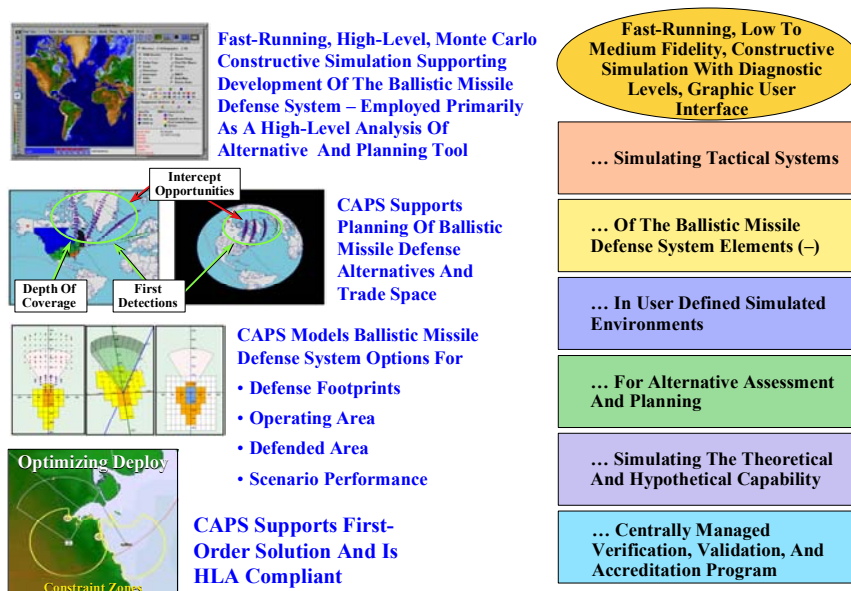 Fast-Running, High-Level, Monte Carlo
Constructive Simulation Supporting
Development Of The Ballistic Missile
Defense System – Employed Primarily
As A High-Level Analysis Of
Alternative And Planning Tool
Intercept
Opportunities
Depth Of
Coverage
First
Detections
CAPS Supports
Planning Of Ballistic
Missile Defense
Alternatives And
Trade Space
CAPS Models Ballistic Missile
Defense System Options For
• Defense Footprints
• Operating Area
• Defended Area
• Scenario Performance
Optimizing Deploy
Constraint Zones
CAPS Supports First-
Order Solution And Is
HLA Compliant
Fast-Running, Low To
Medium Fidelity, Constructive
Simulation With Diagnostic
Levels, Graphic User
Interface
… Simulating Tactical Systems
… Of The Ballistic Missile
Defense System Elements (–)
… In User Defined Simulated
Environments
… For Alternative Assessment
And Planning
… Simulating The Theoretical
And Hypothetical Capability
… Centrally Managed
Verification, Validation, And
Accreditation Program